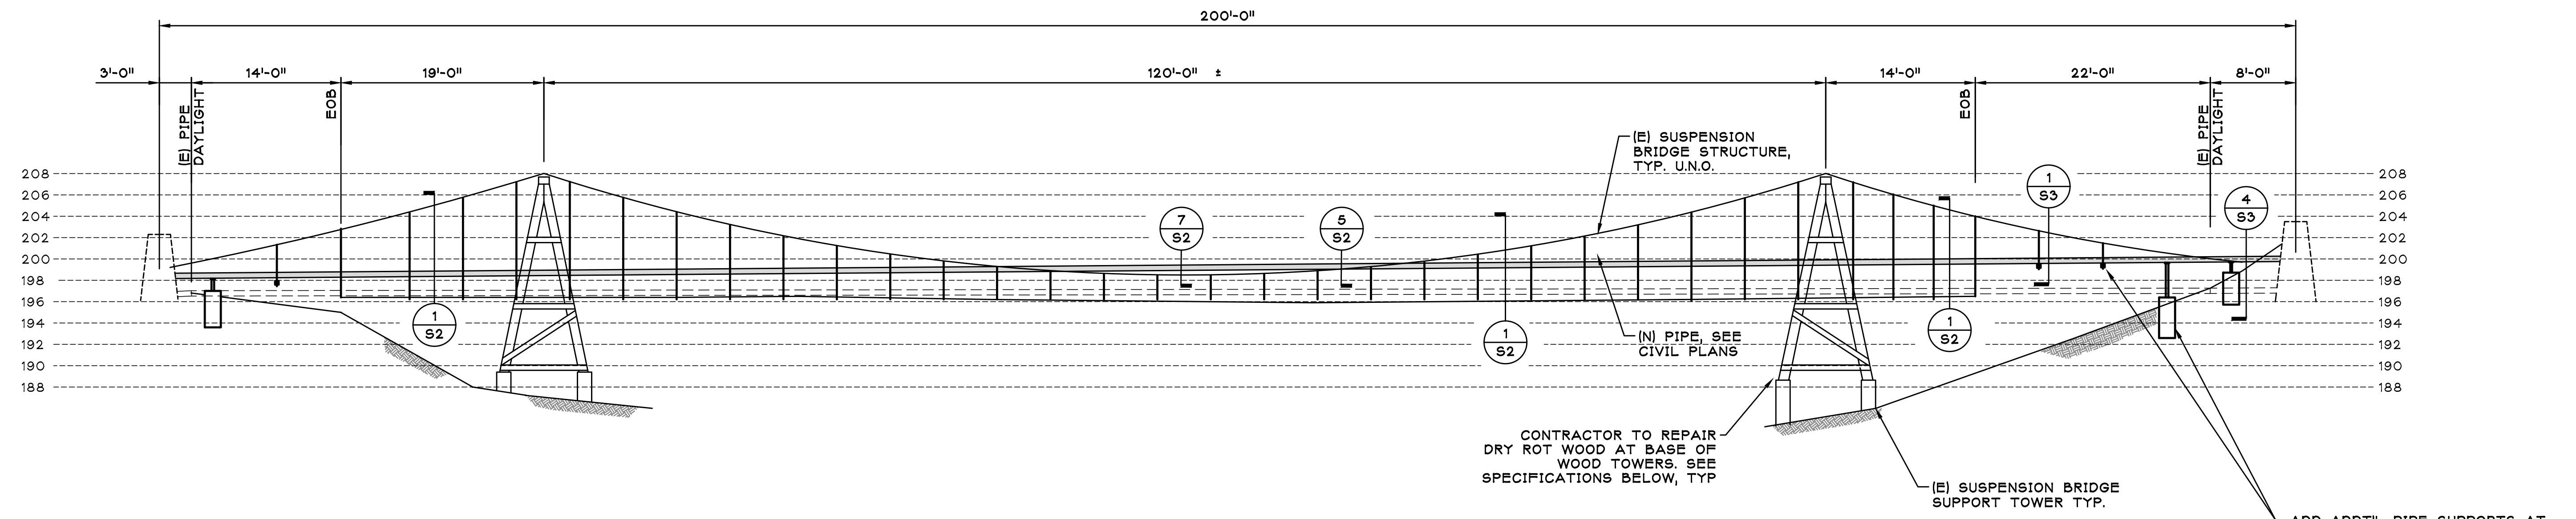 200'-0"
3'-0"
14'-0"
19'-0"
120'-0" ±
14'-0"
22'-0"
8'-0"
(E) PIPE
DAYLIGHT
EOB
EOB
(E) PIPE
DAYLIGHT
(E) SUSPENSION
BRIDGE STRUCTURE,
TYP. U.N.O.
208
206
204
202
200
198
196
194
192
190
188
208
206
204
202
200
198
196
194
192
190
188
1
S3
4
S3
7
S2
5
S2
1
S2
1
S2
1
S2
(N) PIPE, SEE
CIVIL PLANS
CONTRACTOR TO REPAIR
DRY ROT WOOD AT BASE OF
WOOD TOWERS. SEE
SPECIFICATIONS BELOW, TYP
(E) SUSPENSION BRIDGE
SUPPORT TOWER TYP.